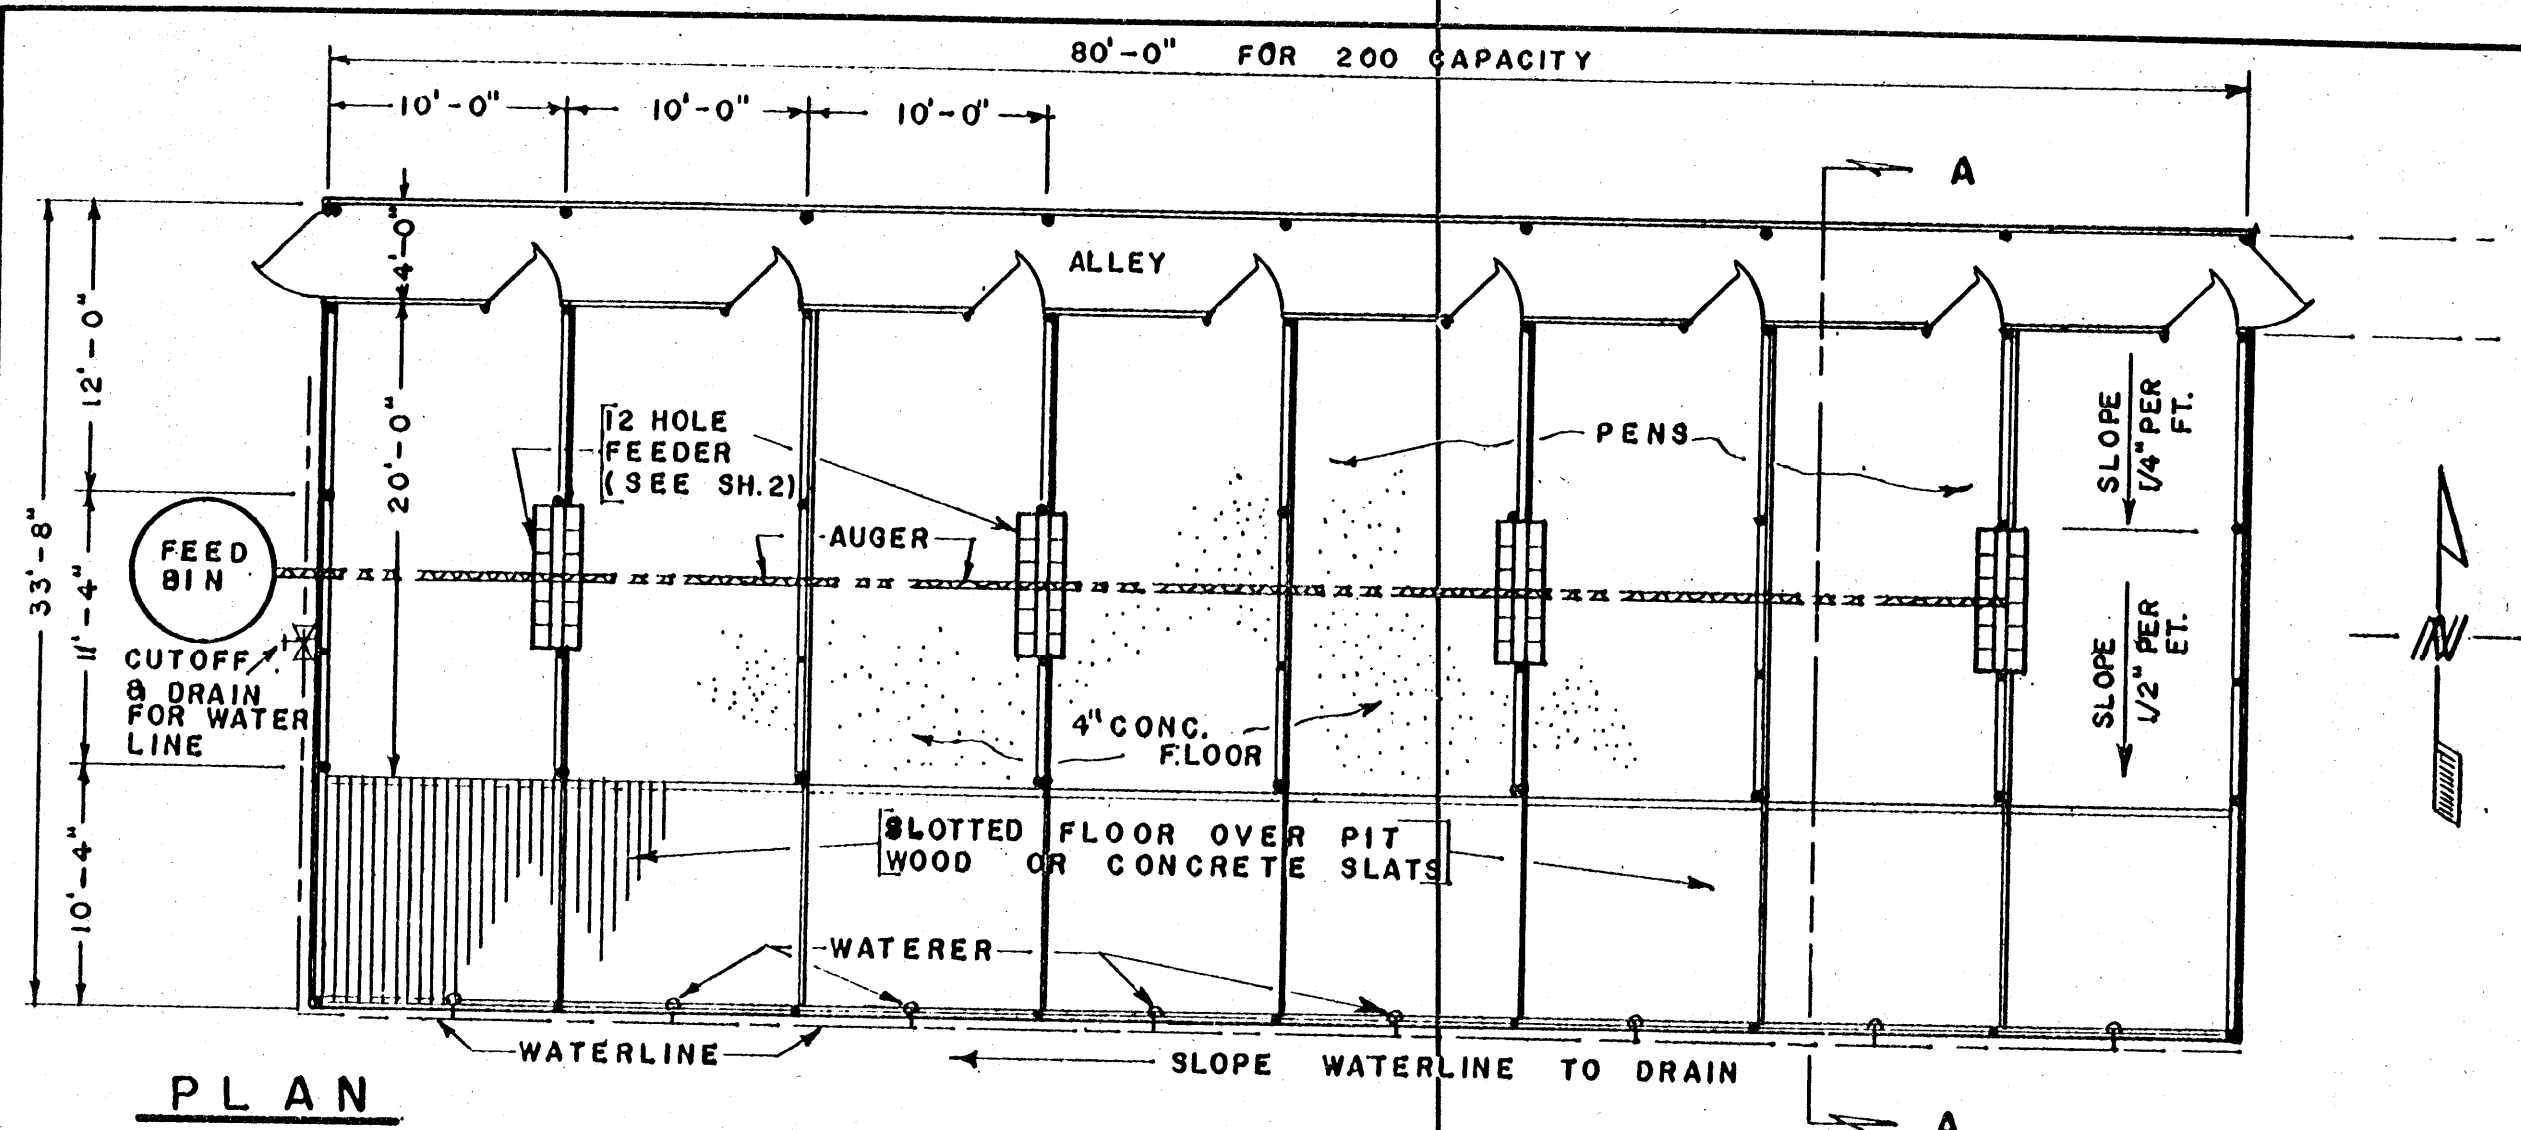 80'-0" FOR 200 CAPACITY
10'-0" 10'-0" 10'-0"
A
4'-0"
ALLEY
12'-0"
33'-8"
11'-4"
10'-4"
20'-0"
12 HOLE
FEEDER
(SEE SH.2)
PENS
SLOPE
1/4" PER
FT.
FEED
BIN
AUGER
CUTOFF
& DRAIN
FOR WATER
LINE
4" CONC.
FLOOR
SLOPE
1/2" PER
FT.
N
SLOTTED FLOOR OVER PIT
WOOD OR CONCRETE SLATS
WATERER
WATERLINE
SLOPE WATERLINE TO DRAIN
PLAN
A